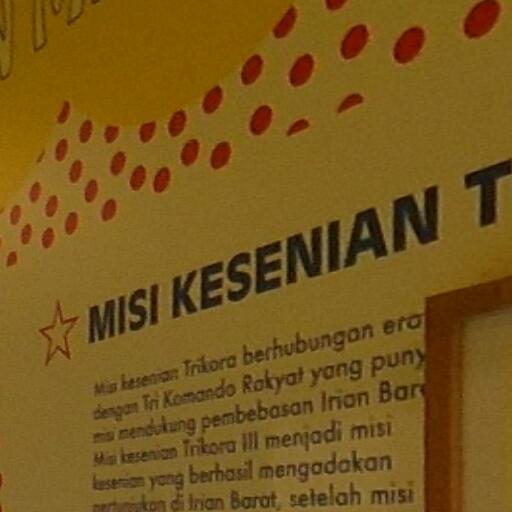 MISI KESENIAN T
Misi kesenian Trikora berhubungan era
dengan Tri Komando Rakyat yang puny
misi mendukung pembebasan Irian Bar
Misi kesenian Trikora III menjadi misi
kesenian yang berhasil mengadakan
pertunjukan di Irian Barat, setelah misi